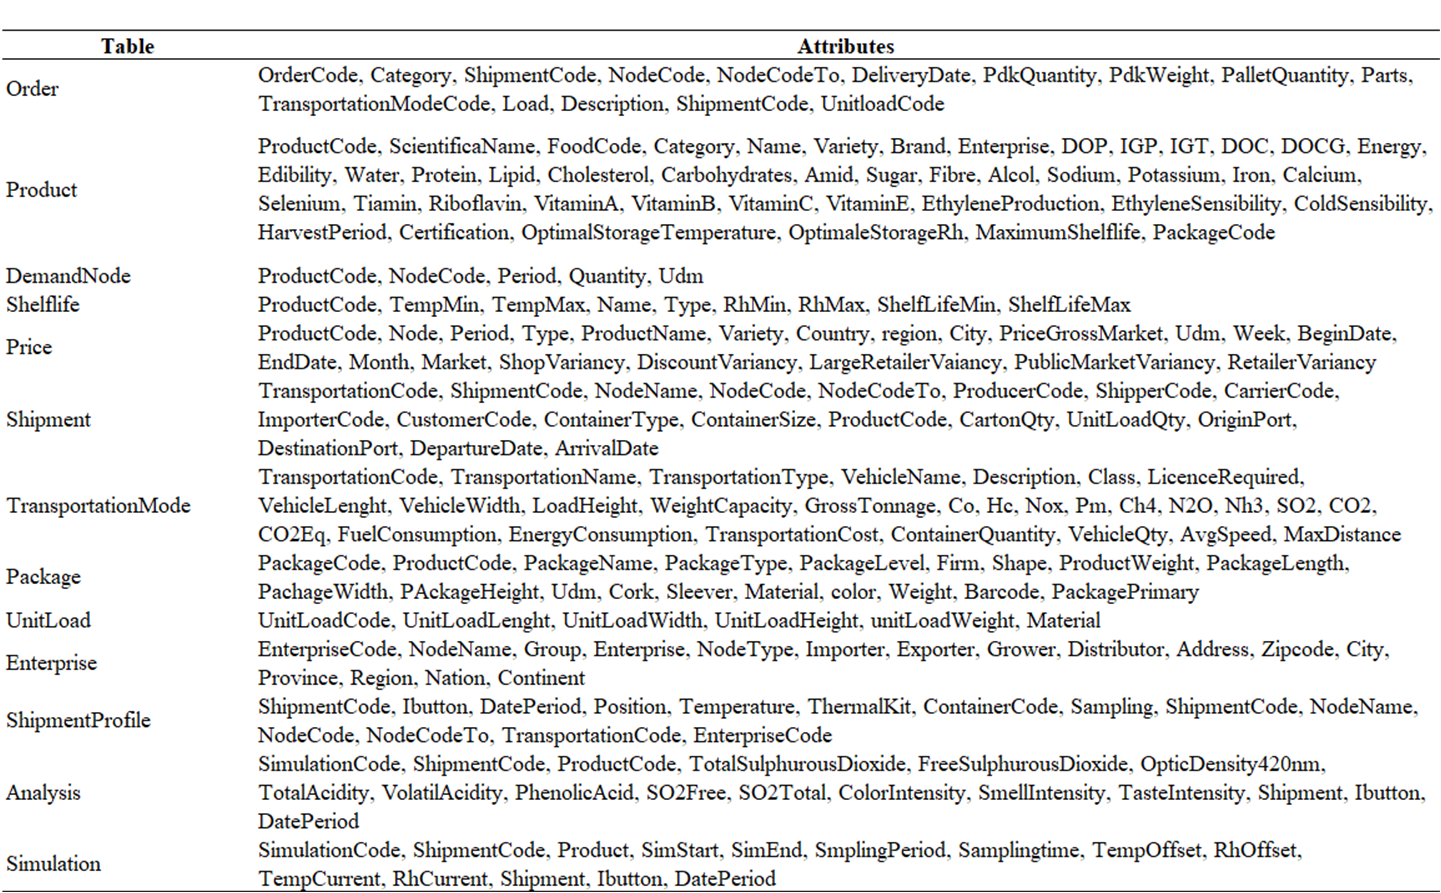 Table Attributes
Order
OrderCode, Category, ShipmentCode, NodeCode, NodeCodeTo, DeliveryDate, PdkQuantity, PdkWeight, PalletQuantity, Parts,
TransportationModeCode, Load, Description, ShipmentCode, UnitloadCode
Product
ProductCode, ScientificaName, FoodCode, Category, Name, Variety, Brand, Enterprise, DOP, IGP, IGT, DOC, DOCG, Energy,
Edibility, Water, Protein, Lipid, Cholesterol, Carbohydrates, Amid, Sugar, Fibre, Alcol, Sodium, Potassium, Iron, Calcium,
Selenium, Tiamin, Riboflavin, VitaminA, VitaminB, VitaminC, VitaminE, EthyleneProduction, EthyleneSensibility, ColdSensibility,
HarvestPeriod, Certification, OptimalStorageTemperature, OptimaleStorageRh, MaximumShelflife, PackageCode
DemandNode ProductCode, NodeCode, Period, Quantity, Udm
Shelflife ProductCode, TempMin, TempMax, Name, Type, RhMin, RhMax, ShelfLifeMin, ShelfLifeMax
Price
ProductCode, Node, Period, Type, ProductName, Variety, Country, region, City, PriceGrossMarket, Udm, Week, BeginDate,
EndDate, Month, Market, ShopVariancy, DiscountVariancy, LargeRetailerVaiancy, PublicMarketVariancy, RetailerVariancy
Shipment
TransportationCode, ShipmentCode, NodeName, NodeCode, NodeCodeTo, ProducerCode, ShipperCode, CarrierCode,
ImporterCode, CustomerCode, ContainerType, ContainerSize, ProductCode, CartonQty, UnitLoadQty, OriginPort,
DestinationPort, DepartureDate, ArrivalDate
TransportationMode
TransportationCode, TransportationName, TransportationType, VehicleName, Description, Class, LicenceRequired,
VehicleLenght, VehicleWidth, LoadHeight, WeightCapacity, GrossTonnage, Co, Hc, Nox, Pm, Ch4, N2O, Nh3, SO2, CO2,
CO2Eq, FuelConsumption, EnergyConsumption, TransportationCost, ContainerQuantity, VehicleQty, AvgSpeed, MaxDistance
Package
PackageCode, ProductCode, PackageName, PackageType, PackageLevel, Firm, Shape, ProductWeight, PackageLength,
PachageWidth, PAckageHeight, Udm, Cork, Sleever, Material, color, Weight, Barcode, PackagePrimary
UnitLoad UnitLoadCode, UnitLoadLenght, UnitLoadWidth, UnitLoadHeight, unitLoadWeight, Material
Enterprise
EnterpriseCode, NodeName, Group, Enterprise, NodeType, Importer, Exporter, Grower, Distributor, Address, Zipcode, City,
Province, Region, Nation, Continent
ShipmentProfile
ShipmentCode, Ibutton, DatePeriod, Position, Temperature, ThermalKit, ContainerCode, Sampling, ShipmentCode, NodeName,
NodeCode, NodeCodeTo, TransportationCode, EnterpriseCode
Analysis
SimulationCode, ShipmentCode, ProductCode, TotalSulphurousDioxide, FreeSulphurousDioxide, OpticDensity420nm,
TotalAcidity, VolatilAcidity, PhenolicAcid, SO2Free, SO2Total, ColorIntensity, SmellIntensity, TasteIntensity, Shipment, Ibutton,
DatePeriod
Simulation
SimulationCode, ShipmentCode, Product, SimStart, SimEnd, SmplingPeriod, Samplingtime, TempOffset, RhOffset,
TempCurrent, RhCurrent, Shipment, Ibutton, DatePeriod